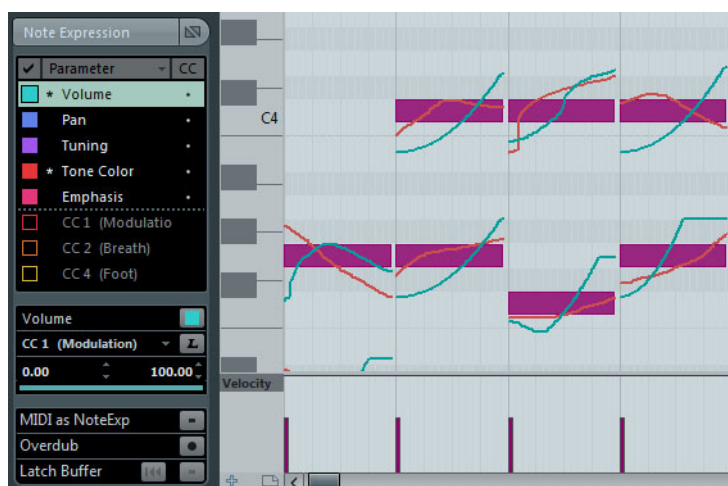 Note Expression
Parameter CC
* Volume
Pan
Tuning
* Tone Color
Emphasis
CC 1 (Modulatio
CC 2 (Breath)
CC 4 (Foot)
Volume
CC 1 (Modulation) L
0.00 100.00
MIDI as NoteExp
Overdub
Latch Buffer
C4
Velocity